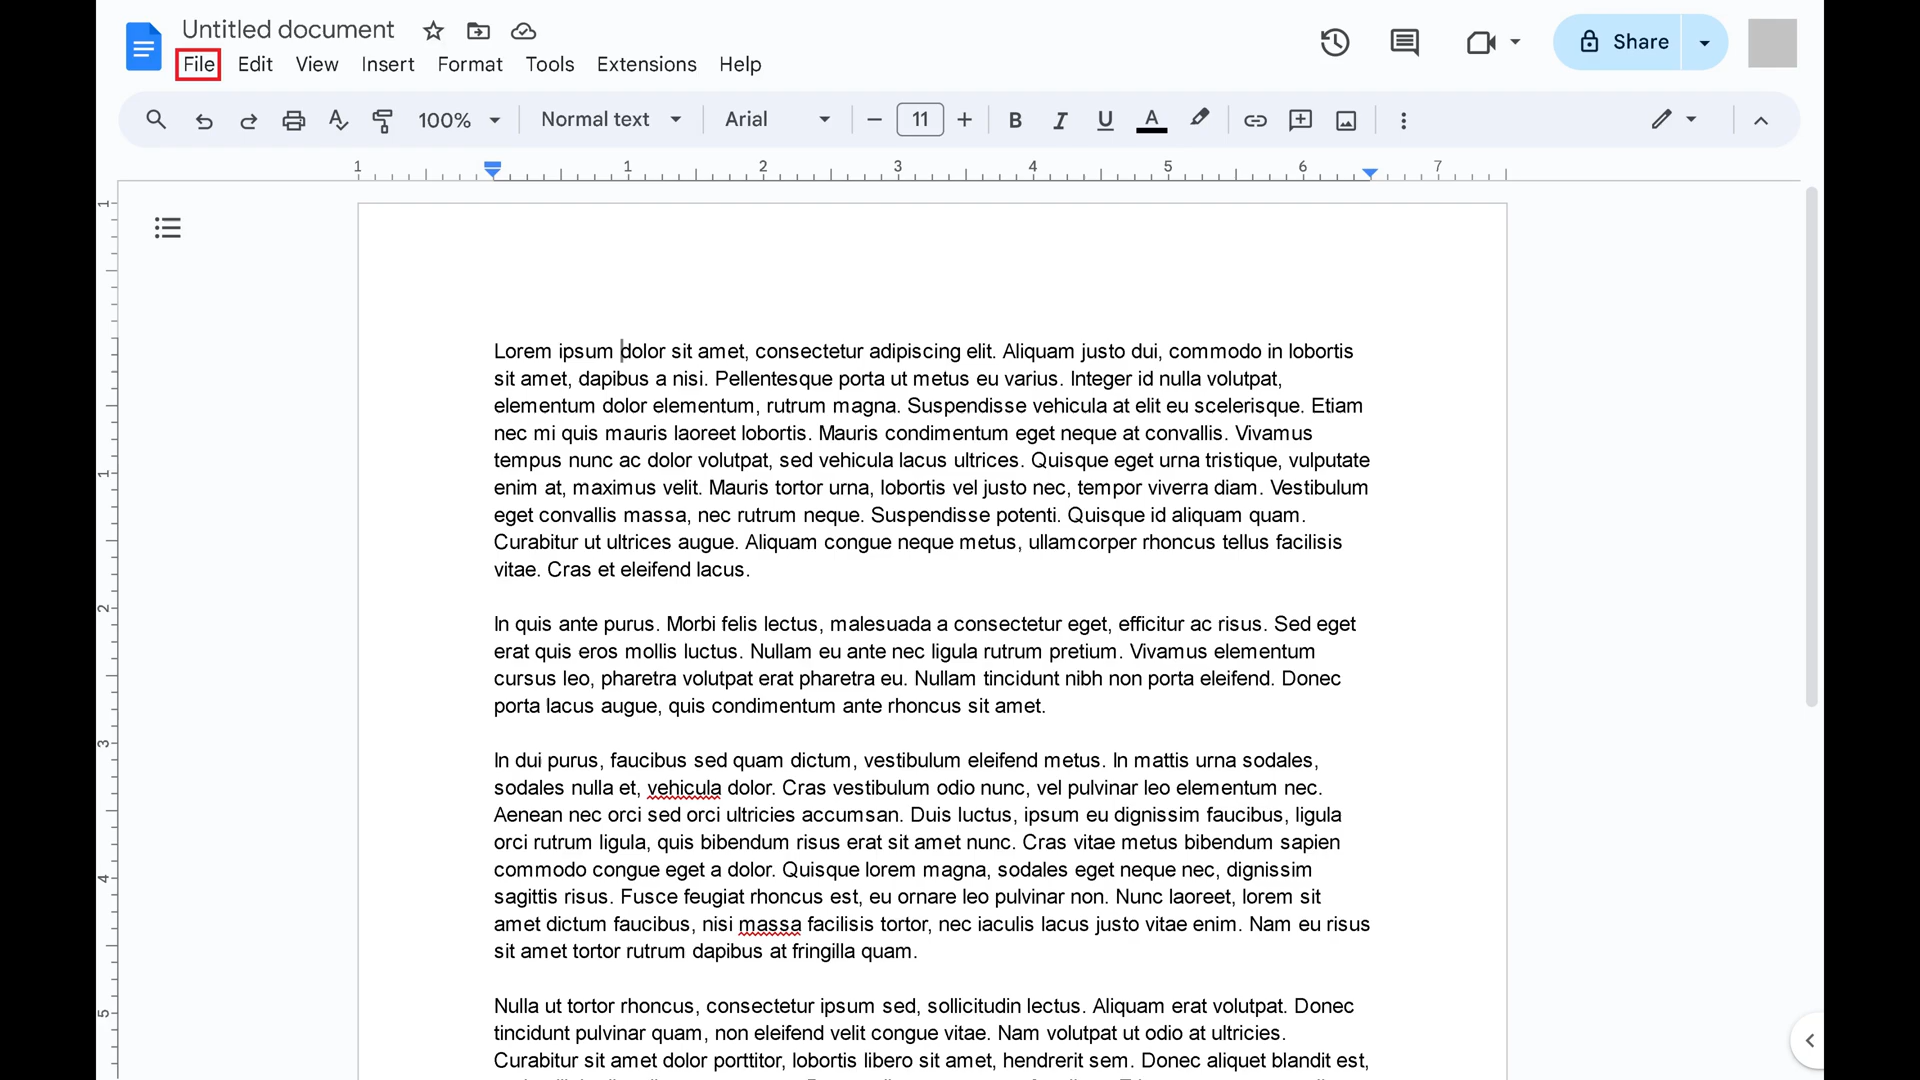 Untitled document
File Edit View Insert Format Tools Extensions Help
Share
100% Normal text Arial − 11 + B I U A
1 1 2 3 4 5 6 7
1
1
2
3
4
5
Lorem ipsum dolor sit amet, consectetur adipiscing elit. Aliquam justo dui, commodo in lobortis
sit amet, dapibus a nisi. Pellentesque porta ut metus eu varius. Integer id nulla volutpat,
elementum dolor elementum, rutrum magna. Suspendisse vehicula at elit eu scelerisque. Etiam
nec mi quis mauris laoreet lobortis. Mauris condimentum eget neque at convallis. Vivamus
tempus nunc ac dolor volutpat, sed vehicula lacus ultrices. Quisque eget urna tristique, vulputate
enim at, maximus velit. Mauris tortor urna, lobortis vel justo nec, tempor viverra diam. Vestibulum
eget convallis massa, nec rutrum neque. Suspendisse potenti. Quisque id aliquam quam.
Curabitur ut ultrices augue. Aliquam congue neque metus, ullamcorper rhoncus tellus facilisis
vitae. Cras et eleifend lacus.
In quis ante purus. Morbi felis lectus, malesuada a consectetur eget, efficitur ac risus. Sed eget
erat quis eros mollis luctus. Nullam eu ante nec ligula rutrum pretium. Vivamus elementum
cursus leo, pharetra volutpat erat pharetra eu. Nullam tincidunt nibh non porta eleifend. Donec
porta lacus augue, quis condimentum ante rhoncus sit amet.
In dui purus, faucibus sed quam dictum, vestibulum eleifend metus. In mattis urna sodales,
sodales nulla et, vehicula dolor. Cras vestibulum odio nunc, vel pulvinar leo elementum nec.
Aenean nec orci sed orci ultricies accumsan. Duis luctus, ipsum eu dignissim faucibus, ligula
orci rutrum ligula, quis bibendum risus erat sit amet nunc. Cras vitae metus bibendum sapien
commodo congue eget a dolor. Quisque lorem magna, sodales eget neque nec, dignissim
sagittis risus. Fusce feugiat rhoncus est, eu ornare leo pulvinar non. Nunc laoreet, lorem sit
amet dictum faucibus, nisi massa facilisis tortor, nec iaculis lacus justo vitae enim. Nam eu risus
sit amet tortor rutrum dapibus at fringilla quam.
Nulla ut tortor rhoncus, consectetur ipsum sed, sollicitudin lectus. Aliquam erat volutpat. Donec
tincidunt pulvinar quam, non eleifend velit congue vitae. Nam volutpat ut odio at ultricies.
Curabitur sit amet dolor porttitor, lobortis libero sit amet, hendrerit sem. Donec aliquet blandit est,